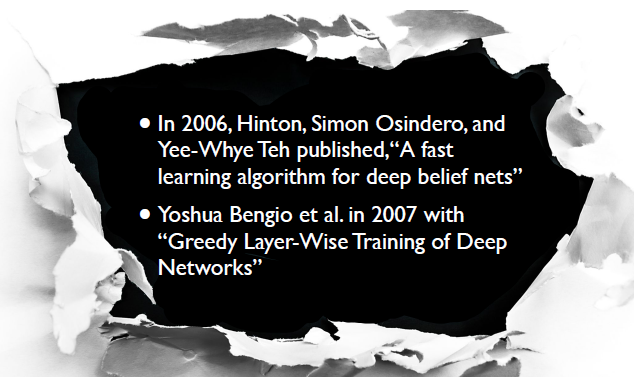 • In 2006, Hinton, Simon Osindero, and
Yee-Whye Teh published,“A fast
learning algorithm for deep belief nets”
• Yoshua Bengio et al. in 2007 with
“Greedy Layer-Wise Training of Deep
Networks”